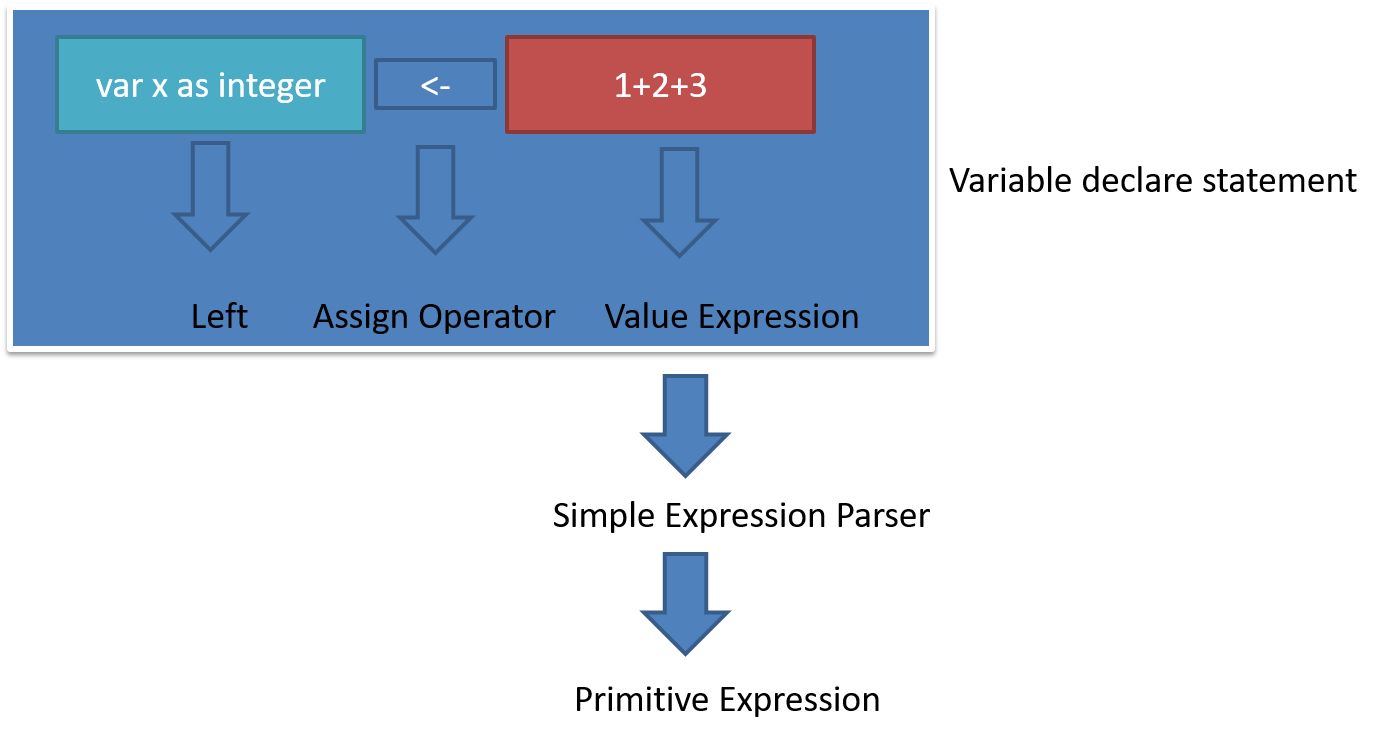 var x as integer
<-
1+2+3
Variable declare statement
Left
Assign Operator
Value Expression
Simple Expression Parser
Primitive Expression